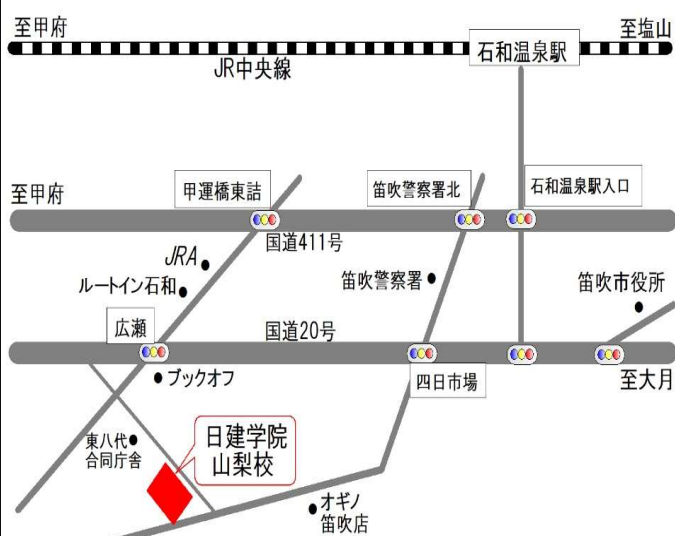 至甲府
至塩山
石和温泉駅
JR中央線
甲運橋東詰
笛吹警察署北
石和温泉駅入口
至甲府
国道411号
JRA
ルートイン石和
笛吹警察署
笛吹市役所
広瀬
国道20号
ブックオフ
四日市場
至大月
日建学院
山梨校
東八代
合同庁舎
オギノ
笛吹店